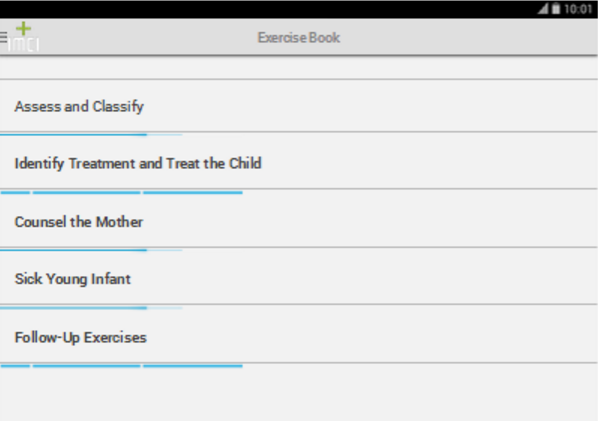 10:01
imci
Exercise Book
Assess and Classify
Identify Treatment and Treat the Child
Counsel the Mother
Sick Young Infant
Follow-Up Exercises